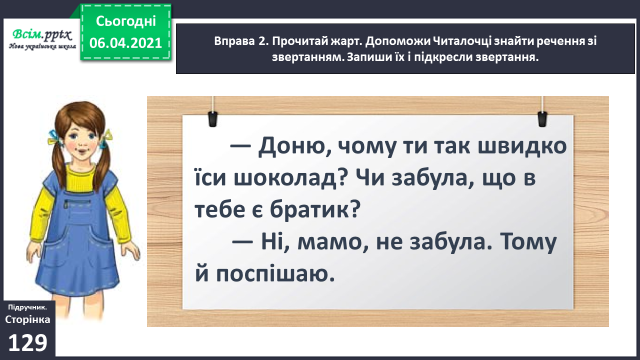 Всім.pptx
Нова українська школа
Сьогодні
06.04.2021
Вправа 2. Прочитай жарт. Допоможи Читалочці знайти речення зі
звертанням. Запиши їх і підкресли звертання.
— Доню, чому ти так швидко
їси шоколад? Чи забула, що в
тебе є братик?
— Ні, мамо, не забула. Тому
й поспішаю.
Підручник.
Сторінка
129